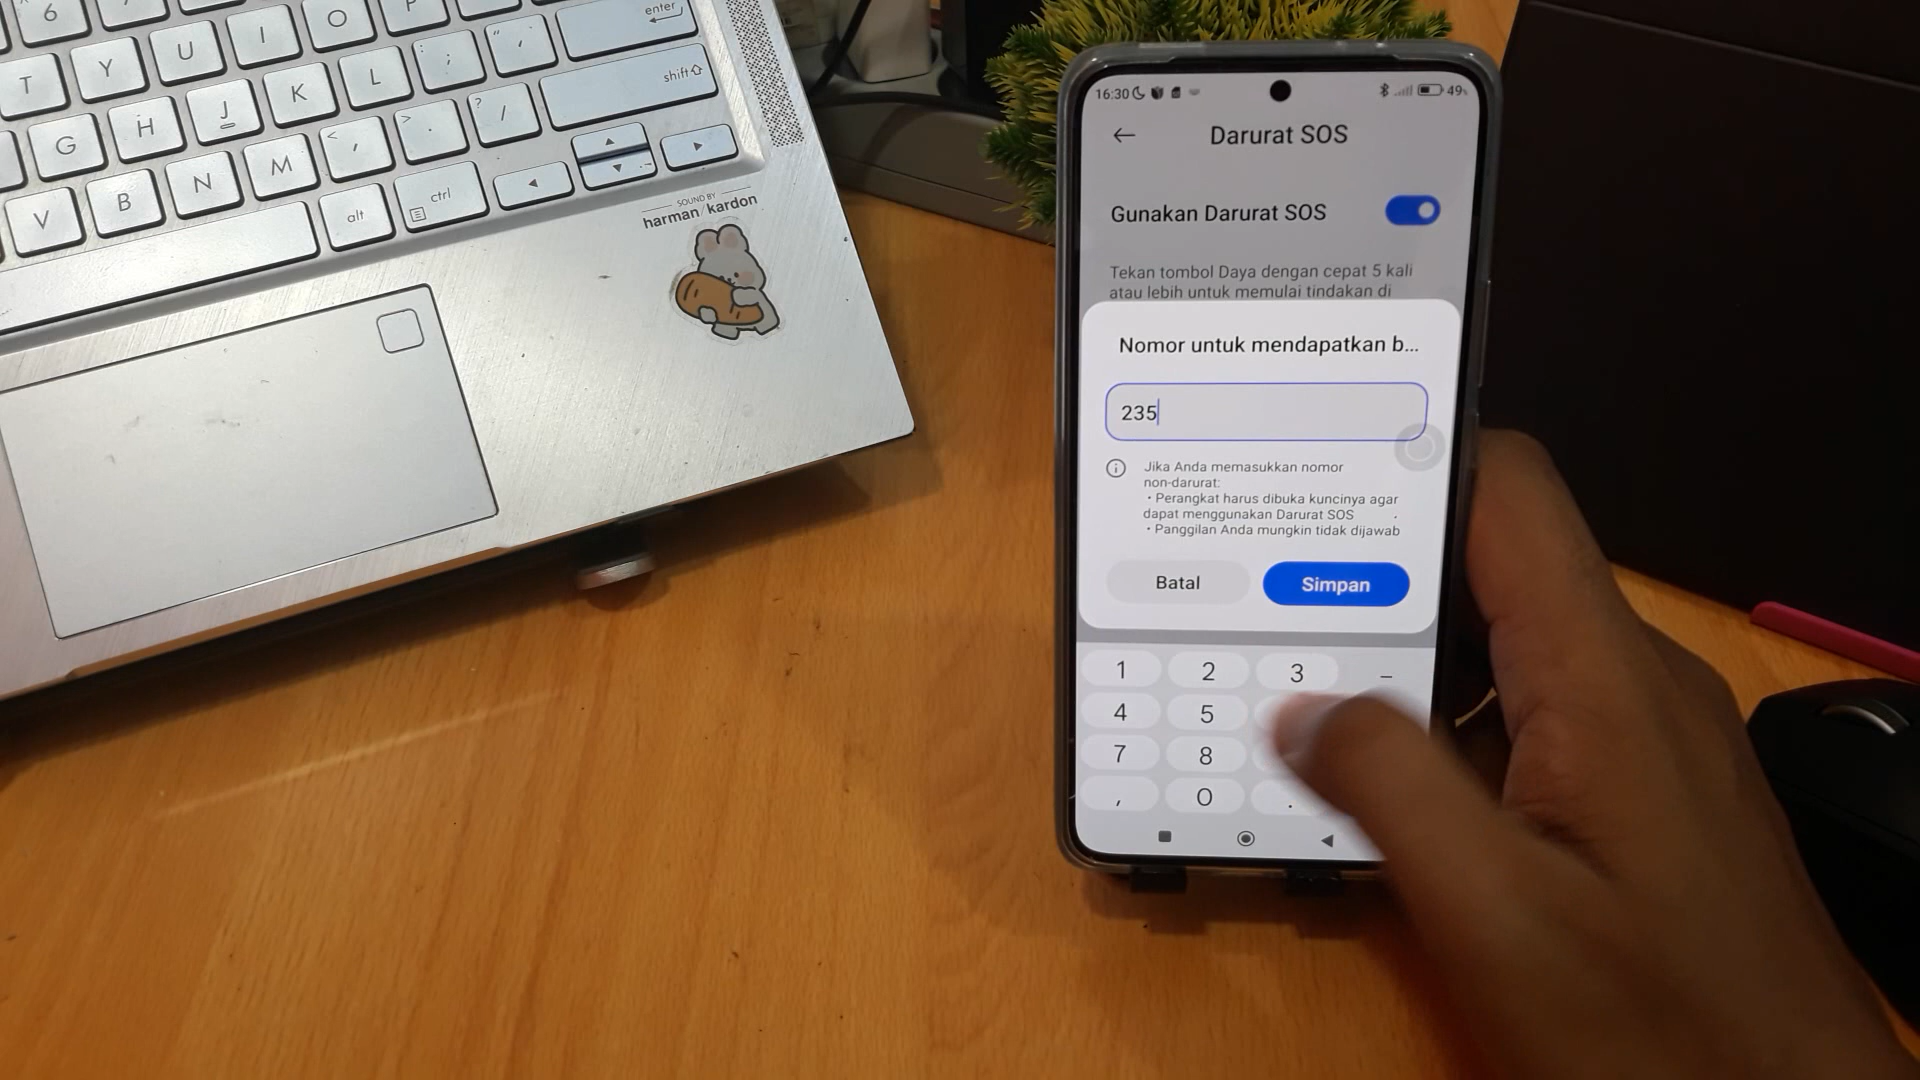 6
O
P
enter
T
Y
U
I
K
L
:
;
"
,
shift
G
H
J
<
,
>
.
?
/
V
B
N
M
alt
ctrl
SOUND BY
harman/kardon
16:30
49%
Darurat SOS
Gunakan Darurat SOS
Tekan tombol Daya dengan cepat 5 kali
atau lebih untuk memulai tindakan di
Nomor untuk mendapatkan b...
235
Jika Anda memasukkan nomor
non-darurat:
• Perangkat harus dibuka kuncinya agar
dapat menggunakan Darurat SOS
• Panggilan Anda mungkin tidak dijawab
Batal
Simpan
1 2 3 –
4 5
7 8
, 0 .